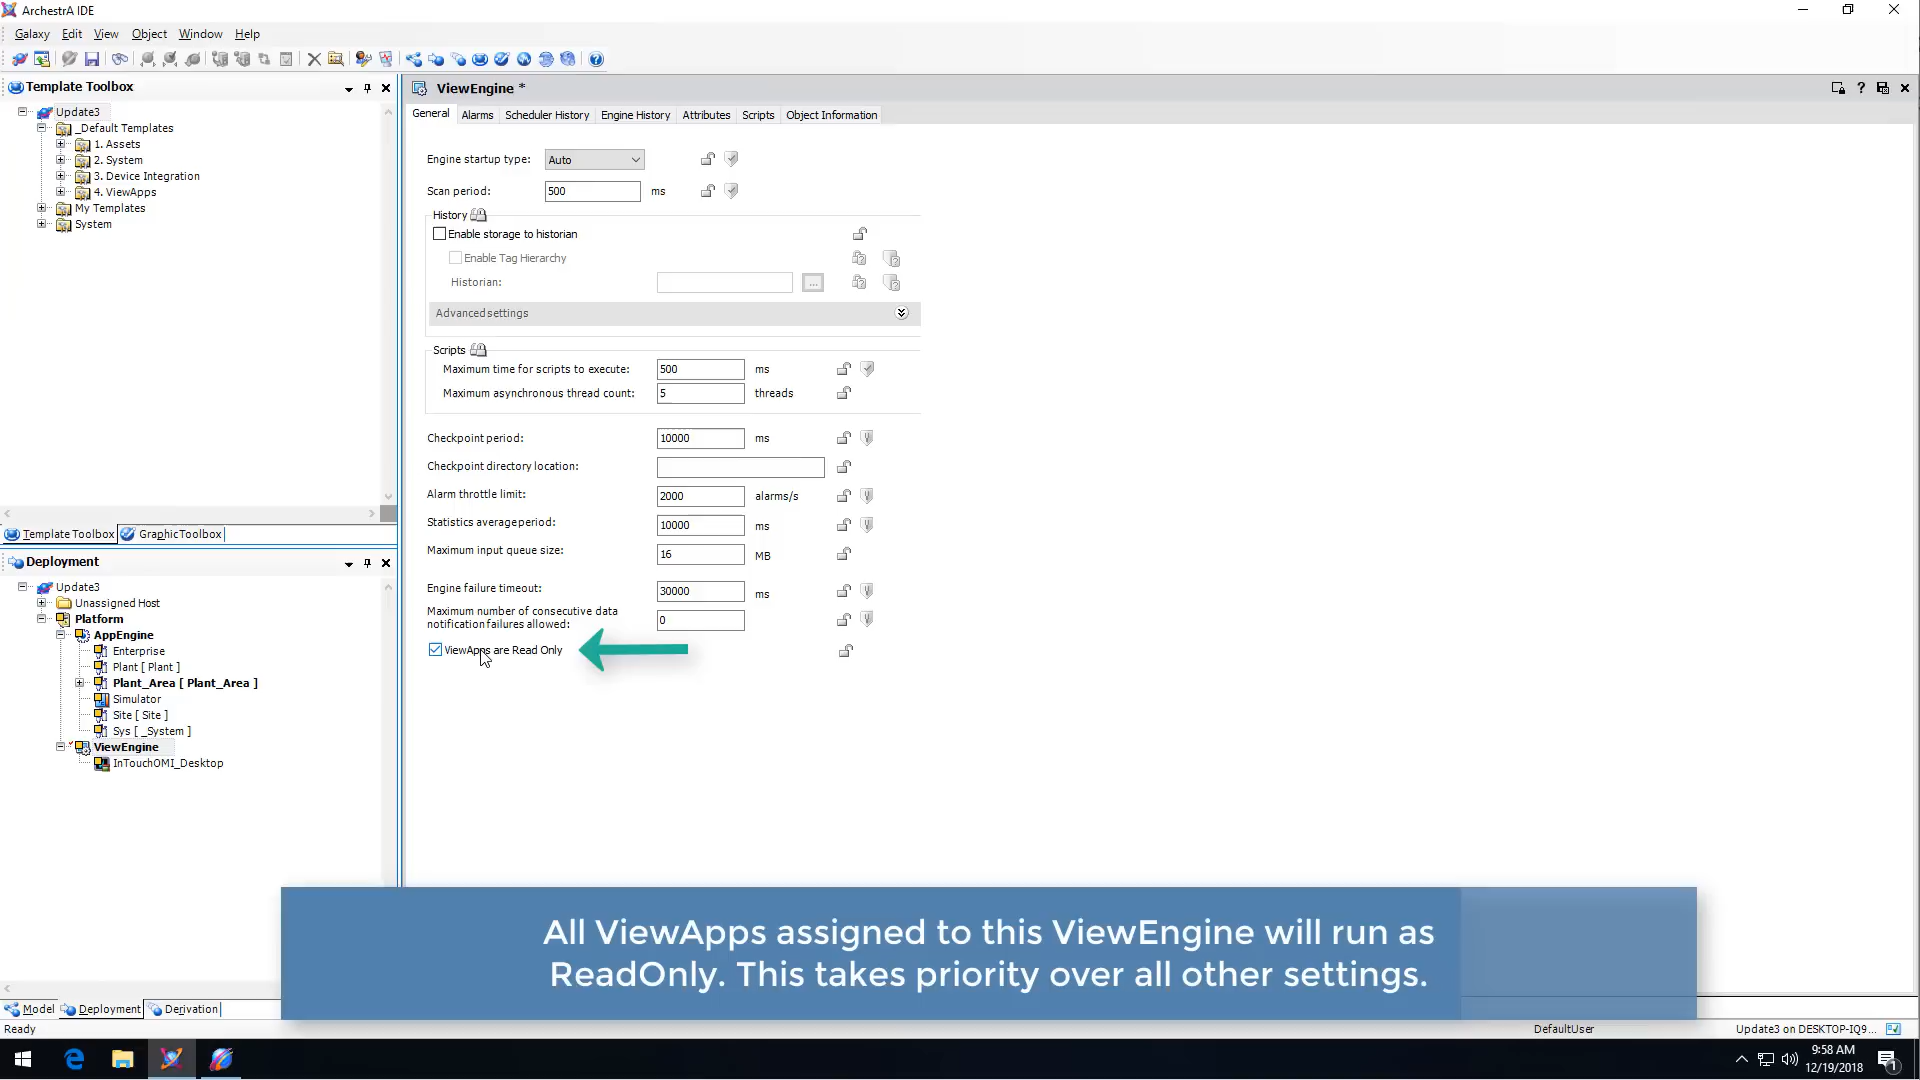 ArchestrA IDE
Galaxy Edit View Object Window Help
Template Toolbox
Update3
_Default Templates
1. Assets
2. System
3. Device Integration
4. ViewApps
My Templates
System
Template Toolbox GraphicToolbox
Deployment
Update3
Unassigned Host
Platform
AppEngine
Enterprise
Plant [ Plant ]
Plant_Area [ Plant_Area ]
Simulator
Site [ Site ]
Sys [ _System ]
ViewEngine
InTouchOMI_Desktop
Model Deployment Derivation
ViewEngine *
General Alarms Scheduler History Engine History Attributes Scripts Object Information
Engine startup type: Auto
Scan period: 500 ms
History
Enable storage to historian
Enable Tag Hierarchy
Historian: ...
Advanced settings
Scripts
Maximum time for scripts to execute: 500 ms
Maximum asynchronous thread count: 5 threads
Checkpoint period: 10000 ms
Checkpoint directory location:
Alarm throttle limit: 2000 alarms/s
Statistics average period: 10000 ms
Maximum input queue size: 16 MB
Engine failure timeout: 30000 ms
Maximum number of consecutive data
notification failures allowed: 0
ViewApps are Read Only
All ViewApps assigned to this ViewEngine will run as
ReadOnly. This takes priority over all other settings.
Ready DefaultUser Update3 on DESKTOP-IQ9...
9:58 AM
12/19/2018
1